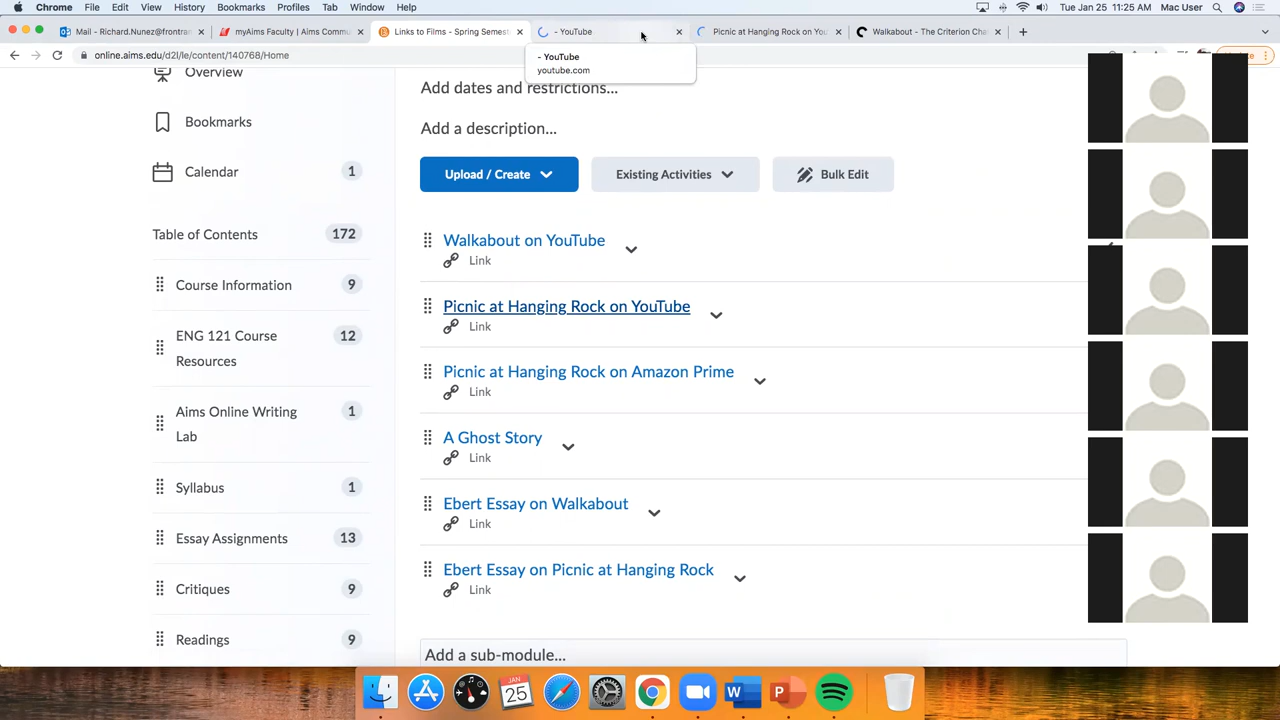 Chrome File Edit View History Bookmarks Profiles Tab Window Help Tue Jan 25 11:25 AM Mac User
Mail - Richard.Nunez@frontran
myAims Faculty | Aims Commu
Links to Films - Spring Semest
- YouTube
Picnic at Hanging Rock on You
Walkabout - The Criterion Cha
online.aims.edu/d2l/le/content/140768/Home
- YouTube
youtube.com
Overview
Bookmarks
Calendar 1
Table of Contents 172
Course Information 9
ENG 121 Course 12
Resources
Aims Online Writing 1
Lab
Syllabus 1
Essay Assignments 13
Critiques 9
Readings 9
Add dates and restrictions...
Add a description...
Upload / Create Existing Activities Bulk Edit
Walkabout on YouTube
Link
Picnic at Hanging Rock on YouTube
Link
Picnic at Hanging Rock on Amazon Prime
Link
A Ghost Story
Link
Ebert Essay on Walkabout
Link
Ebert Essay on Picnic at Hanging Rock
Link
Add a sub-module...
JAN
25
W
P